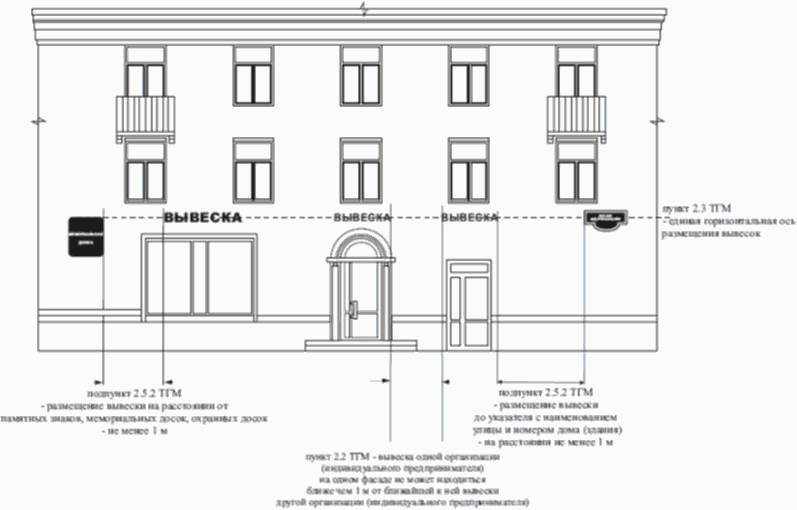 ВЫВЕСКА ВЫВЕСКА ВЫВЕСКА
МЕМОРИАЛЬНАЯ
ДОСКА
пункт 2.3 ТГМ
- единая горизонтальная ось
размещения вывесок
подпункт 2.5.2 ТГМ
- размещение вывески на расстоянии от
памятных знаков, мемориальных досок, охранных досок
- не менее 1 м
подпункт 2.5.2 ТГМ
- размещение вывески
до указателя с наименованием
улицы и номером дома (здания)
- на расстоянии не менее 1 м
пункт 2.2 ТГМ - вывеска одной организации
(индивидуального предпринимателя)
на одном фасаде не может находиться
ближе чем 1 м от ближайшей к ней вывески
другой организации (индивидуального предпринимателя)